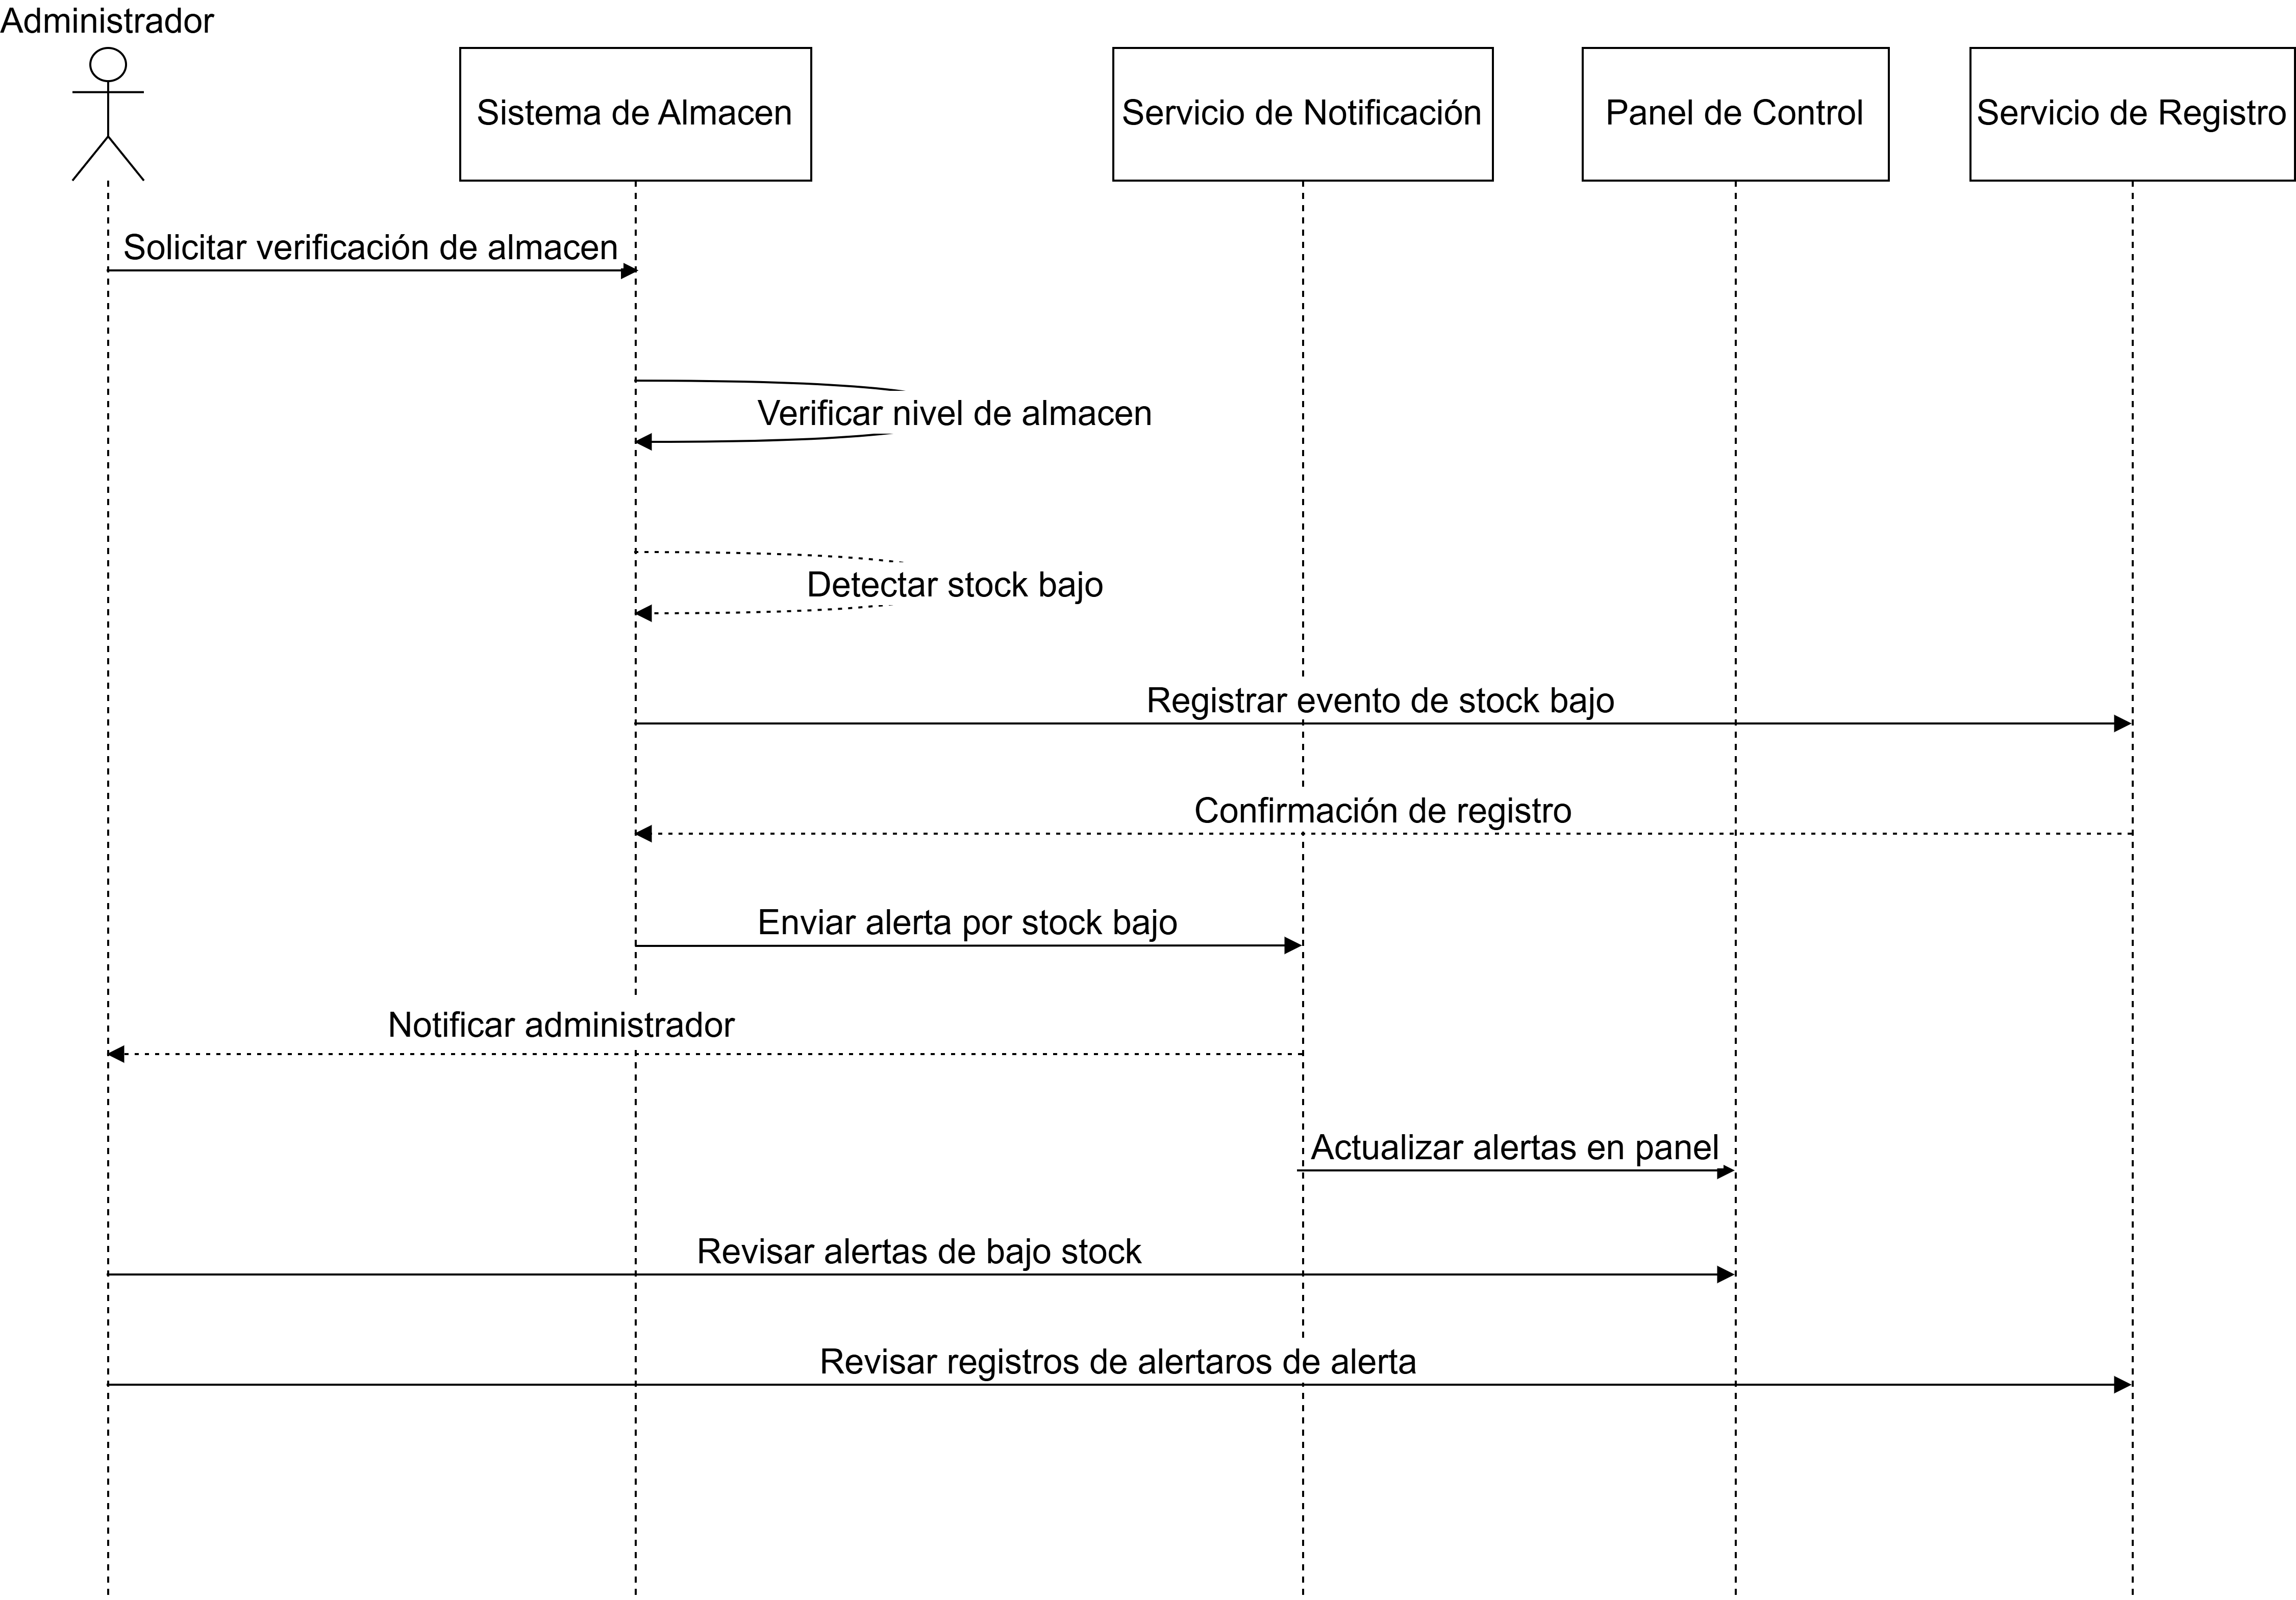 Administrador
Sistema de Almacen
Servicio de Notificación
Panel de Control
Servicio de Registro
Solicitar verificación de almacen
Verificar nivel de almacen
Detectar stock bajo
Registrar evento de stock bajo
Confirmación de registro
Enviar alerta por stock bajo
Notificar administrador
Actualizar alertas en panel
Revisar alertas de bajo stock
Revisar registros de alertaros de alerta